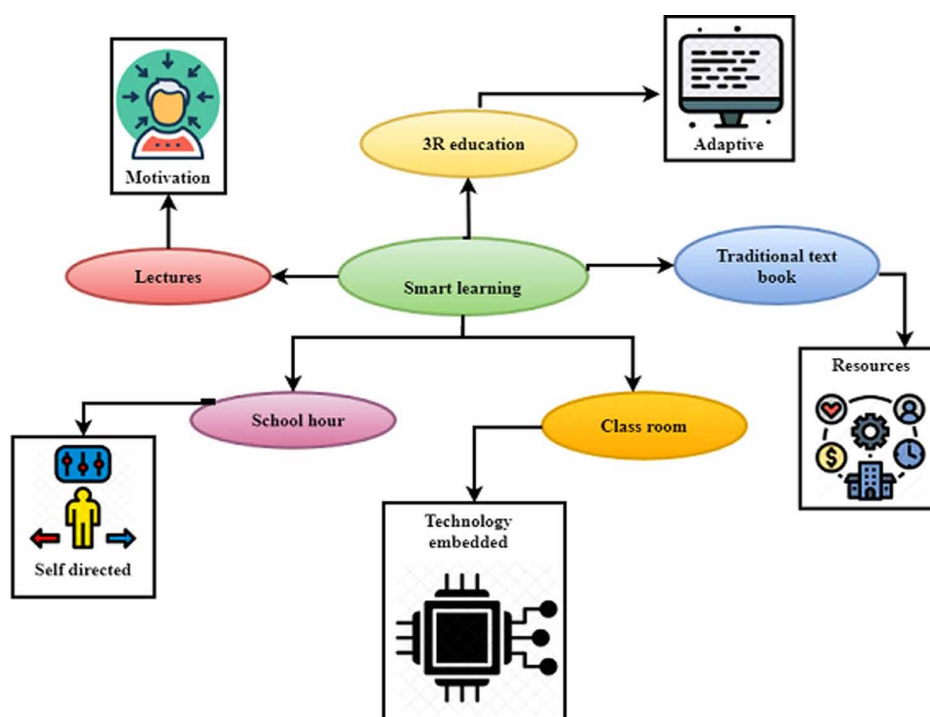 Motivation
3R education
Adaptive
Lectures
Smart learning
Traditional text
book
Resources
School hour
Class room
Self directed
Technology
embedded
$